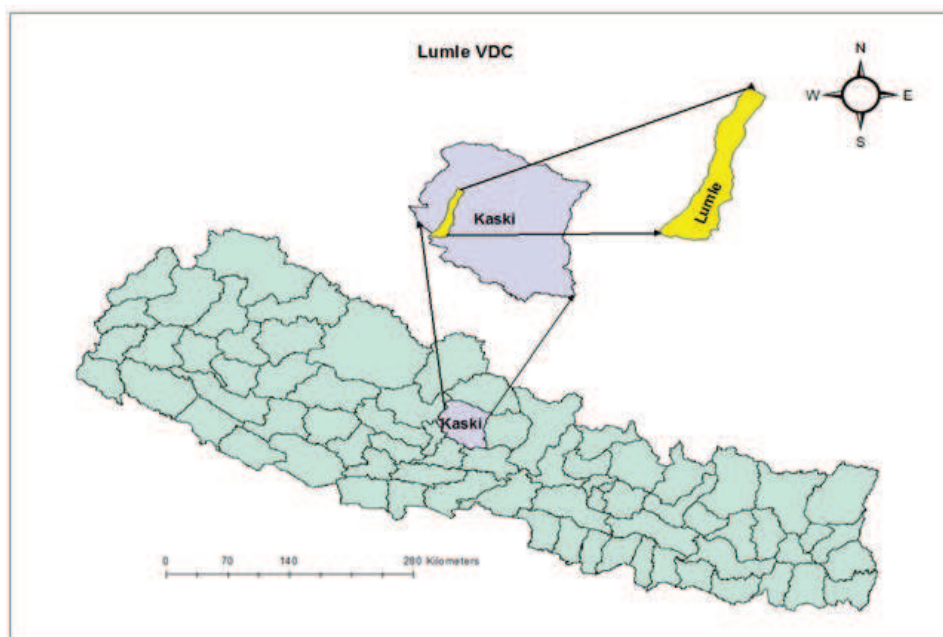 Lumle VDC
N
W E
S
Lumle
Kaski
Kaski
0 70 140 280 Kilometers